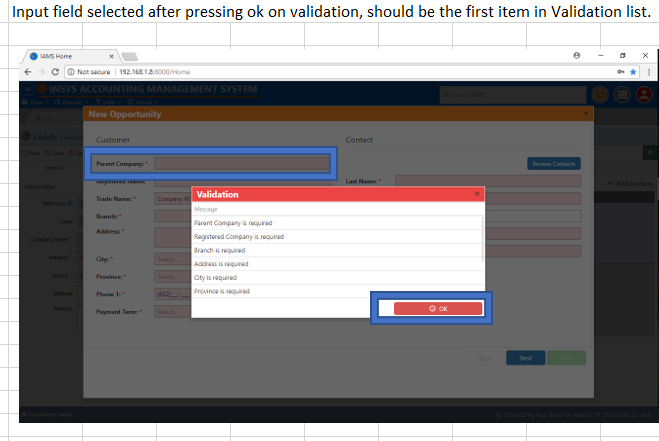 Input field selected after pressing ok on validation, should be the first item in Validation list.
IAMS Home
Not secure | 192.168.1.8:8000/Home
INSYS ACCOUNTING MANAGEMENT SYSTEM
New Opportunity
Customer
Contact
Parent Company: *
Browse Contacts
Registered Name:
Last Name: *
Add Contacts
Trade Name: *
Company
Branch: *
Address: *
City: *
Select...
Province: *
Select...
Phone 1: *
Payment Term: *
Select...
Validation
Message
Parent Company is required
Registered Company is required
Branch is required
Address is required
City is required
Province is required
OK
Next
Leads